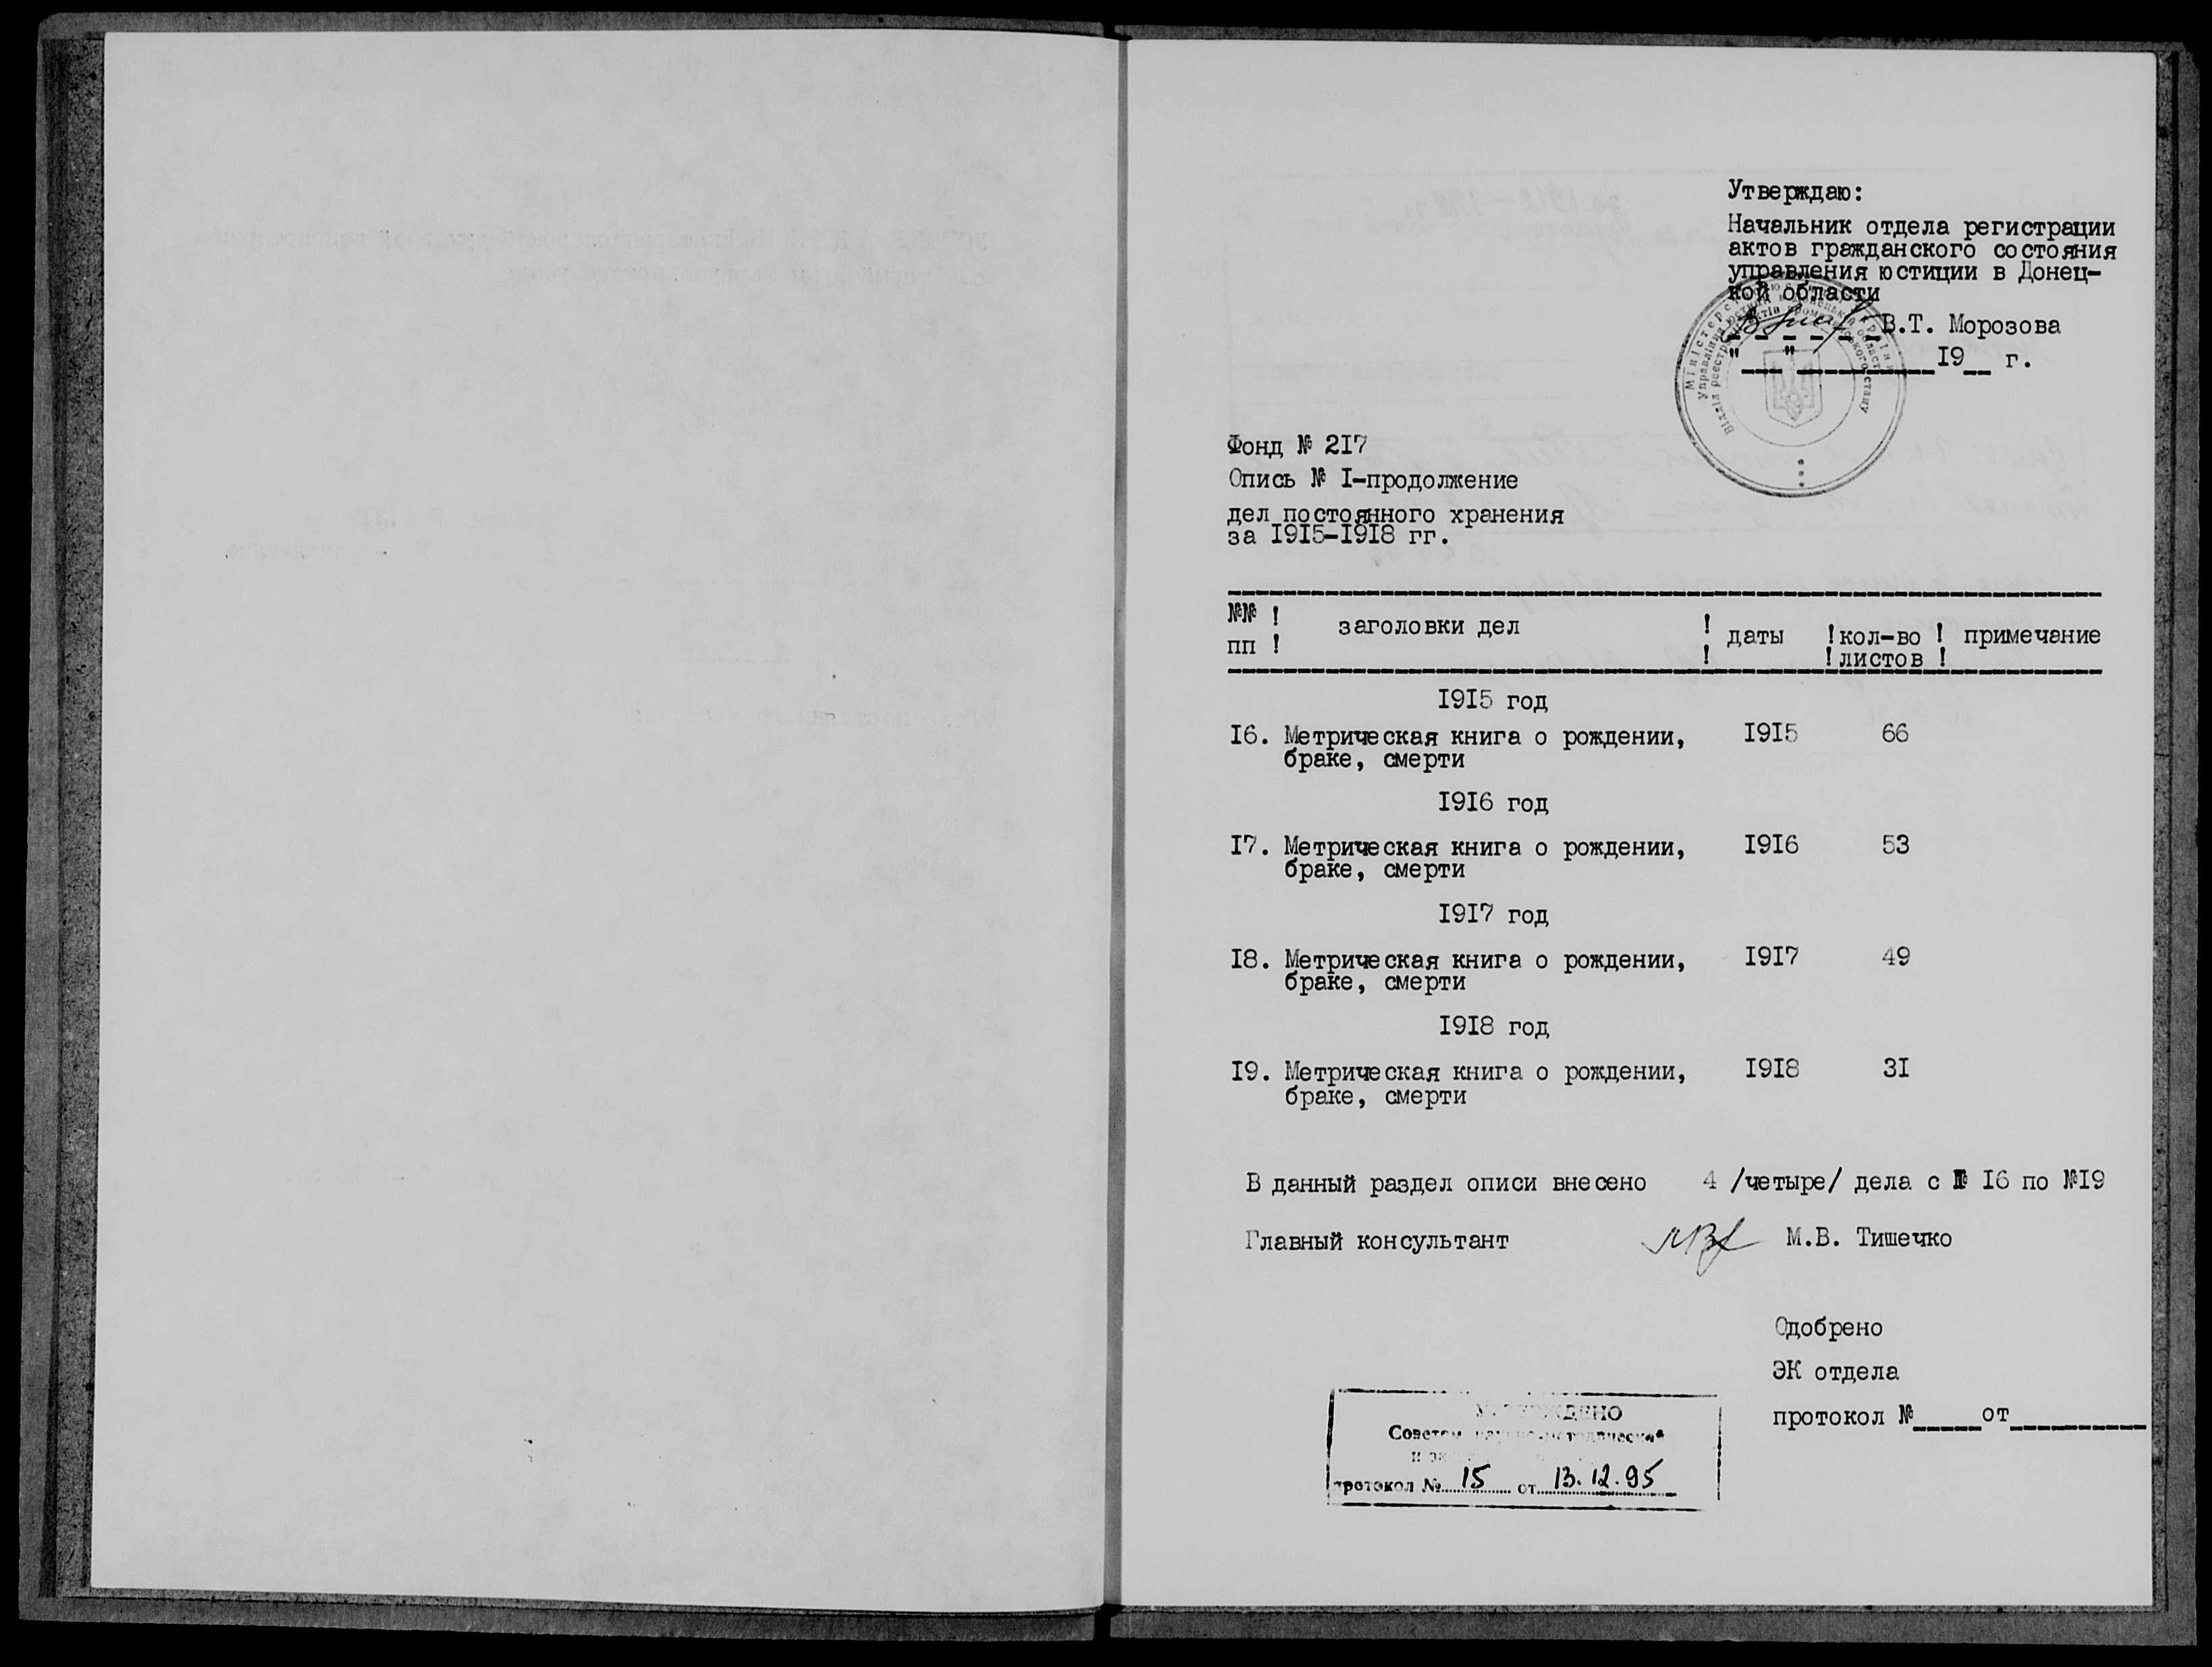 Утверждаю:
Начальник отдела регистрации
актов гражданского состояния
управления юстиции в Донец-
кой области
В.Т. Морозова
"__" ________19__ г.
Фонд № 2I7
Опись № I-продолжение
дел постоянного хранения
за I9I5-I9I8 гг.
№№ ! заголовки дел ! даты !кол-во ! примечание
пп ! ! !листов !
I9I5 год
I6. Метрическая книга о рождении, I9I5 66
браке, смерти
I9I6 год
I7. Метрическая книга о рождении, I9I6 53
браке, смерти
I9I7 год
I8. Метрическая книга о рождении, I9I7 49
браке, смерти
I9I8 год
I9. Метрическая книга о рождении, I9I8 3I
браке, смерти
В данный раздел описи внесено 4 /четыре/ дела с № I6 по №I9
Главный консультант М.В. Тишечко
Одобрено
ЭК отдела
протокол №_____от__________
УТВЕРЖДЕНО
Советом научно-методической
протокол № 15 от 13.12.95